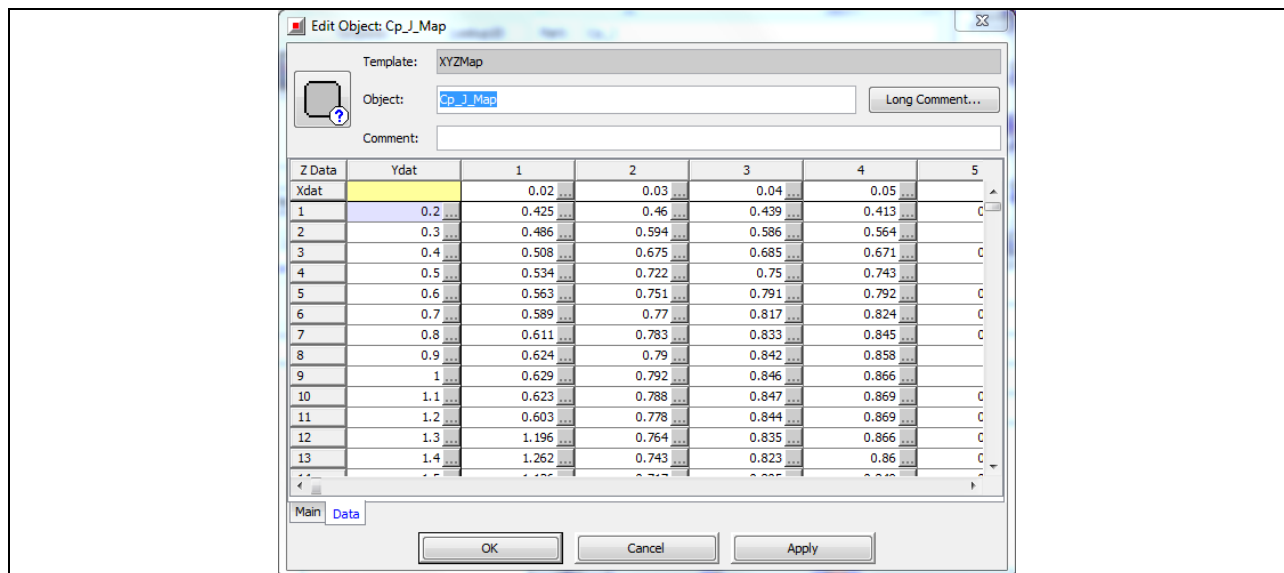 Edit Object: Cp_J_Map
Template: XYZMap
Object: Cp_J_Map Long Comment...
?
Comment:
Z Data Ydat 1 2 3 4 5
Xdat 0.02 ... 0.03 ... 0.04 ... 0.05 ...
1 0.2 ... 0.425 ... 0.46 ... 0.439 ... 0.413 ...
2 0.3 ... 0.486 ... 0.594 ... 0.586 ... 0.564 ...
3 0.4 ... 0.508 ... 0.675 ... 0.685 ... 0.671 ...
4 0.5 ... 0.534 ... 0.722 ... 0.75 ... 0.743 ...
5 0.6 ... 0.563 ... 0.751 ... 0.791 ... 0.792 ...
6 0.7 ... 0.589 ... 0.77 ... 0.817 ... 0.824 ...
7 0.8 ... 0.611 ... 0.783 ... 0.833 ... 0.845 ...
8 0.9 ... 0.624 ... 0.79 ... 0.842 ... 0.858 ...
9 1 ... 0.629 ... 0.792 ... 0.846 ... 0.866 ...
10 1.1 ... 0.623 ... 0.788 ... 0.847 ... 0.869 ...
11 1.2 ... 0.603 ... 0.778 ... 0.844 ... 0.869 ...
12 1.3 ... 1.196 ... 0.764 ... 0.835 ... 0.866 ...
13 1.4 ... 1.262 ... 0.743 ... 0.823 ... 0.86 ...
Main Data
OK Cancel Apply